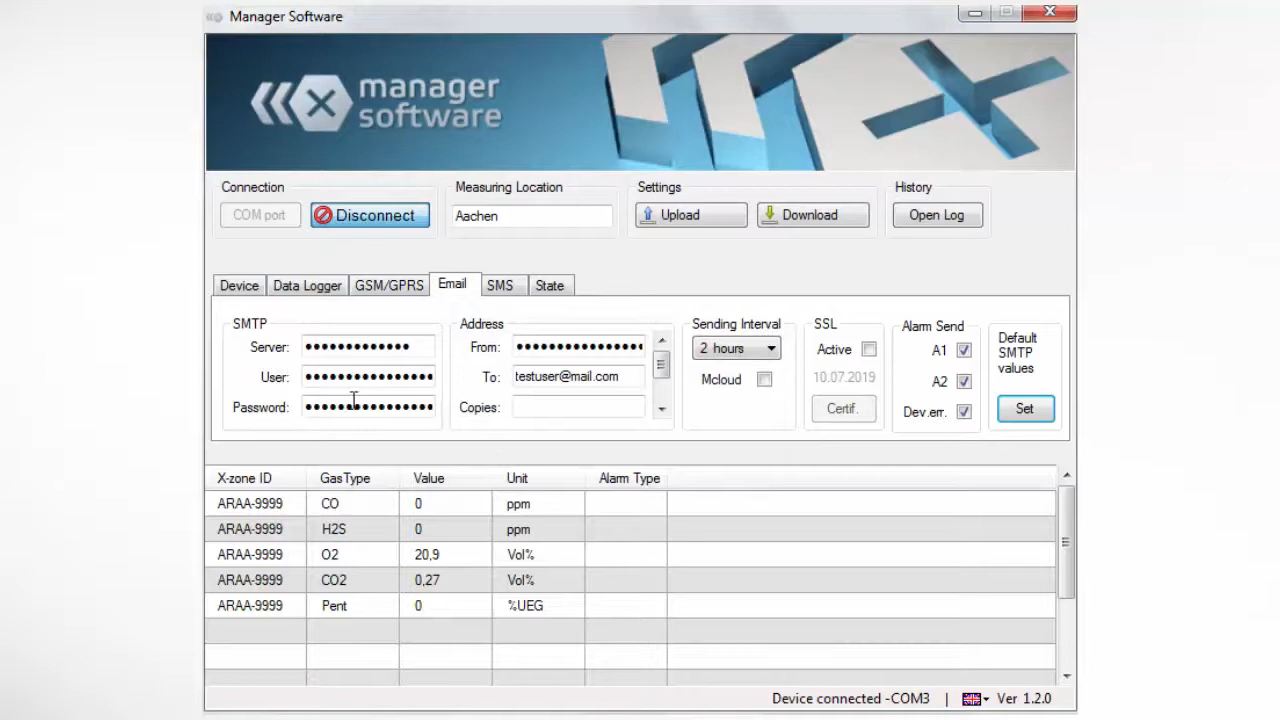 Manager Software
manager
software
Connection
COM port
Disconnect
Measuring Location
Aachen
Settings
Upload
Download
History
Open Log
Device
Data Logger
GSM/GPRS
Email
SMS
State
SMTP
Server: •••••••••••••
User: ••••••••••••••••
Password: ••••••••••••••••
Address
From: ••••••••••••••••
To: testuser@mail.com
Copies:
Sending Interval
2 hours
Mcloud
SSL
Active
10.07.2019
Certif.
Alarm Send
A1
A2
Dev.err.
Default
SMTP
values
Set
X-zone ID GasType Value Unit Alarm Type
ARAA-9999 CO 0 ppm
ARAA-9999 H2S 0 ppm
ARAA-9999 O2 20,9 Vol%
ARAA-9999 CO2 0,27 Vol%
ARAA-9999 Pent 0 %UEG
Device connected -COM3 | Ver 1.2.0